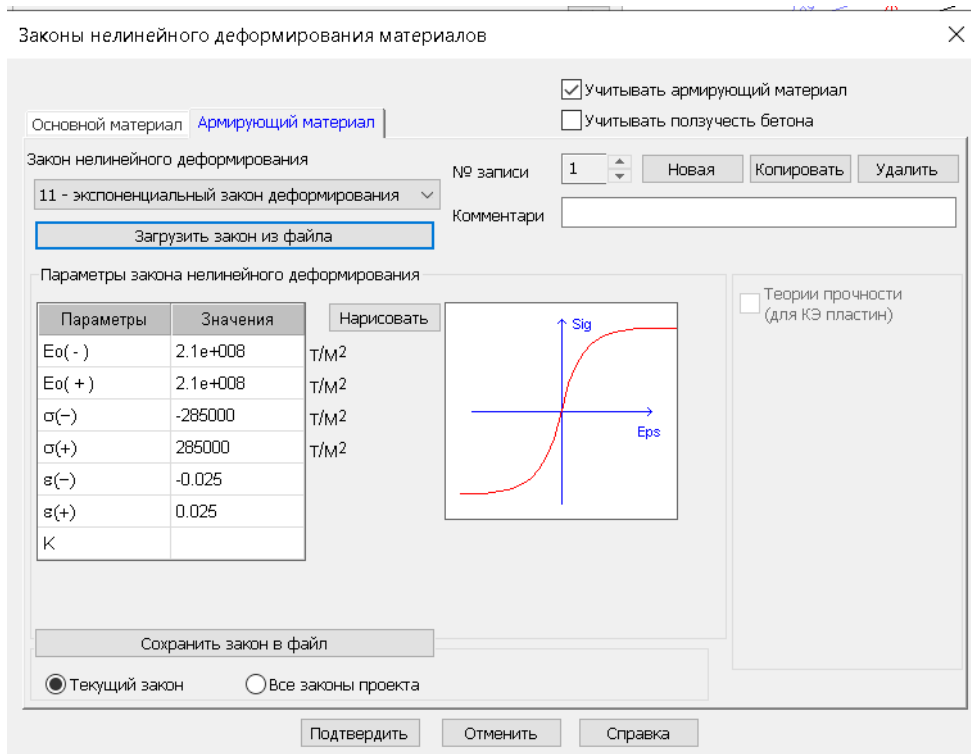 Законы нелинейного деформирования материалов
Учитывать армирующий материал
Учитывать ползучесть бетона
Основной материал Армирующий материал
Закон нелинейного деформирования
11 - экспоненциальный закон деформирования
Загрузить закон из файла
№ записи 1 Новая Копировать Удалить
Комментари
Параметры закона нелинейного деформирования
Параметры Значения Нарисовать
Eo( - ) 2.1e+008 т/м2
Eo( + ) 2.1e+008 т/м2
σ(−) -285000 т/м2
σ(+) 285000 т/м2
ε(−) -0.025
ε(+) 0.025
K
Sig
Eps
Теории прочности
(для КЭ пластин)
Сохранить закон в файл
Текущий закон Все законы проекта
Подтвердить Отменить Справка